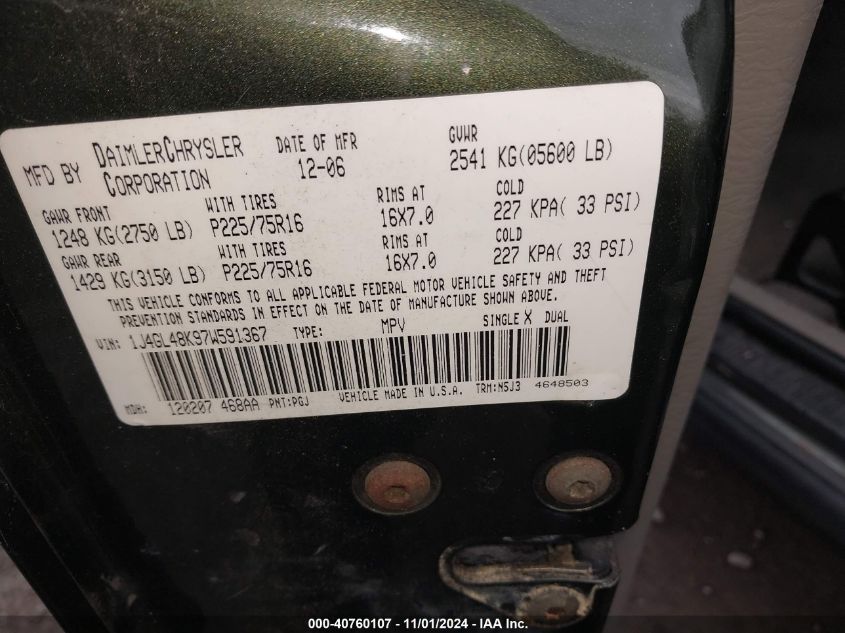 MFD BY DAIMLERCHRYSLER CORPORATION DATE OF MFR 12-06 GVWR 2541 KG(05600 LB)
GAWR FRONT WITH TIRES RIMS AT COLD
1248 KG(2750 LB) P225/75R16 16X7.0 227 KPA( 33 PSI)
GAWR REAR WITH TIRES RIMS AT COLD
1429 KG(3150 LB) P225/75R16 16X7.0 227 KPA( 33 PSI)
THIS VEHICLE CONFORMS TO ALL APPLICABLE FEDERAL MOTOR VEHICLE SAFETY AND THEFT
PREVENTION STANDARDS IN EFFECT ON THE DATE OF MANUFACTURE SHOWN ABOVE.
VIN: 1J4GL48K97W591367 TYPE: MPV SINGLE X DUAL
MDH: 120207 468AA PNT:PGJ VEHICLE MADE IN U.S.A. TRM:N5J3 4648503
000-40760107 - 11/01/2024 - IAA Inc.